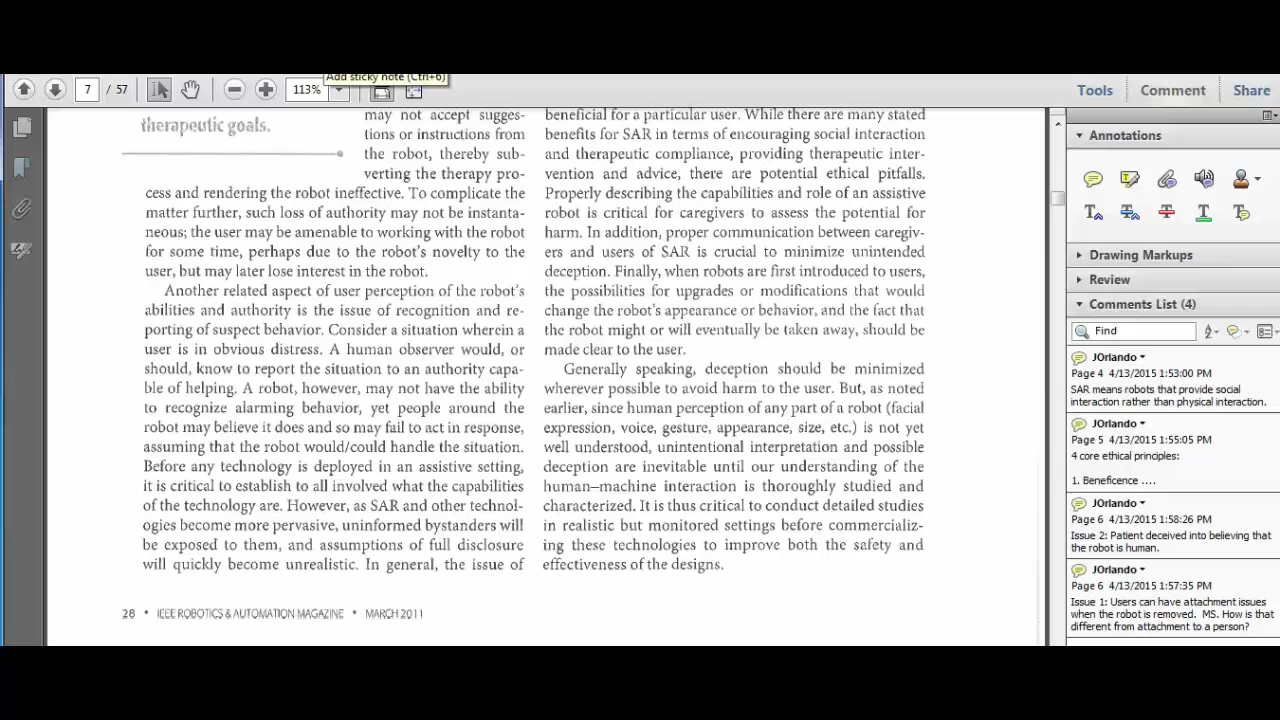 Add sticky note (Ctrl+6)
7 / 57
113%
Tools
Comment
Share
therapeutic goals.
may not accept sugges-
tions or instructions from
the robot, thereby sub-
verting the therapy pro-
cess and rendering the robot ineffective. To complicate the
matter further, such loss of authority may not be instanta-
neous; the user may be amenable to working with the robot
for some time, perhaps due to the robot's novelty to the
user, but may later lose interest in the robot.
Another related aspect of user perception of the robot's
abilities and authority is the issue of recognition and re-
porting of suspect behavior. Consider a situation wherein a
user is in obvious distress. A human observer would, or
should, know to report the situation to an authority capa-
ble of helping. A robot, however, may not have the ability
to recognize alarming behavior, yet people around the
robot may believe it does and so may fail to act in response,
assuming that the robot would/could handle the situation.
Before any technology is deployed in an assistive setting,
it is critical to establish to all involved what the capabilities
of the technology are. However, as SAR and other technol-
ogies become more pervasive, uninformed bystanders will
be exposed to them, and assumptions of full disclosure
will quickly become unrealistic. In general, the issue of
beneficial for a particular user. While there are many stated
benefits for SAR in terms of encouraging social interaction
and therapeutic compliance, providing therapeutic inter-
vention and advice, there are potential ethical pitfalls.
Properly describing the capabilities and role of an assistive
robot is critical for caregivers to assess the potential for
harm. In addition, proper communication between caregiv-
ers and users of SAR is crucial to minimize unintended
deception. Finally, when robots are first introduced to users,
the possibilities for upgrades or modifications that would
change the robot's appearance or behavior, and the fact that
the robot might or will eventually be taken away, should be
made clear to the user.
Generally speaking, deception should be minimized
wherever possible to avoid harm to the user. But, as noted
earlier, since human perception of any part of a robot (facial
expression, voice, gesture, appearance, size, etc.) is not yet
well understood, unintentional interpretation and possible
deception are inevitable until our understanding of the
human–machine interaction is thoroughly studied and
characterized. It is thus critical to conduct detailed studies
in realistic but monitored settings before commercializ-
ing these technologies to improve both the safety and
effectiveness of the designs.
28 • IEEE ROBOTICS & AUTOMATION MAGAZINE • MARCH 2011
Annotations
Drawing Markups
Review
Comments List (4)
Find
JOrlando
Page 4 4/13/2015 1:53:00 PM
SAR means robots that provide social
interaction rather than physical interaction.
JOrlando
Page 5 4/13/2015 1:55:05 PM
4 core ethical principles:
1. Beneficence ....
JOrlando
Page 6 4/13/2015 1:58:26 PM
Issue 2: Patient deceived into believing that
the robot is human.
JOrlando
Page 6 4/13/2015 1:57:35 PM
Issue 1: Users can have attachment issues
when the robot is removed. MS. How is that
different from attachment to a person?